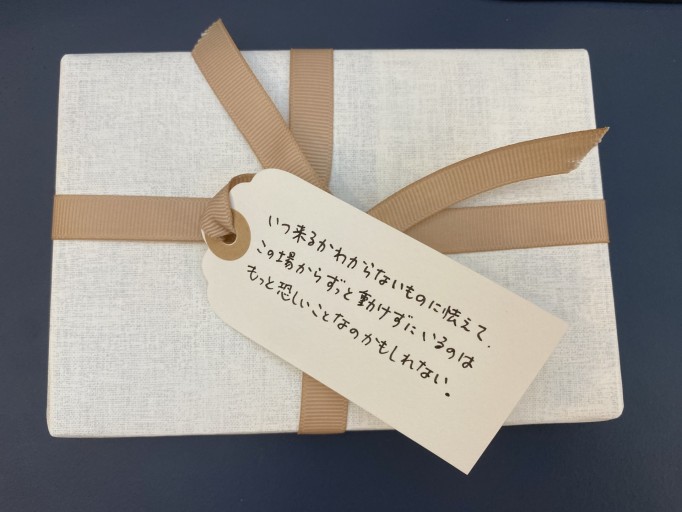 いつ来るかわからないものに怯えて、
この場からずっと動けずにいるのは
もっと恐しいことなのかもしれない。